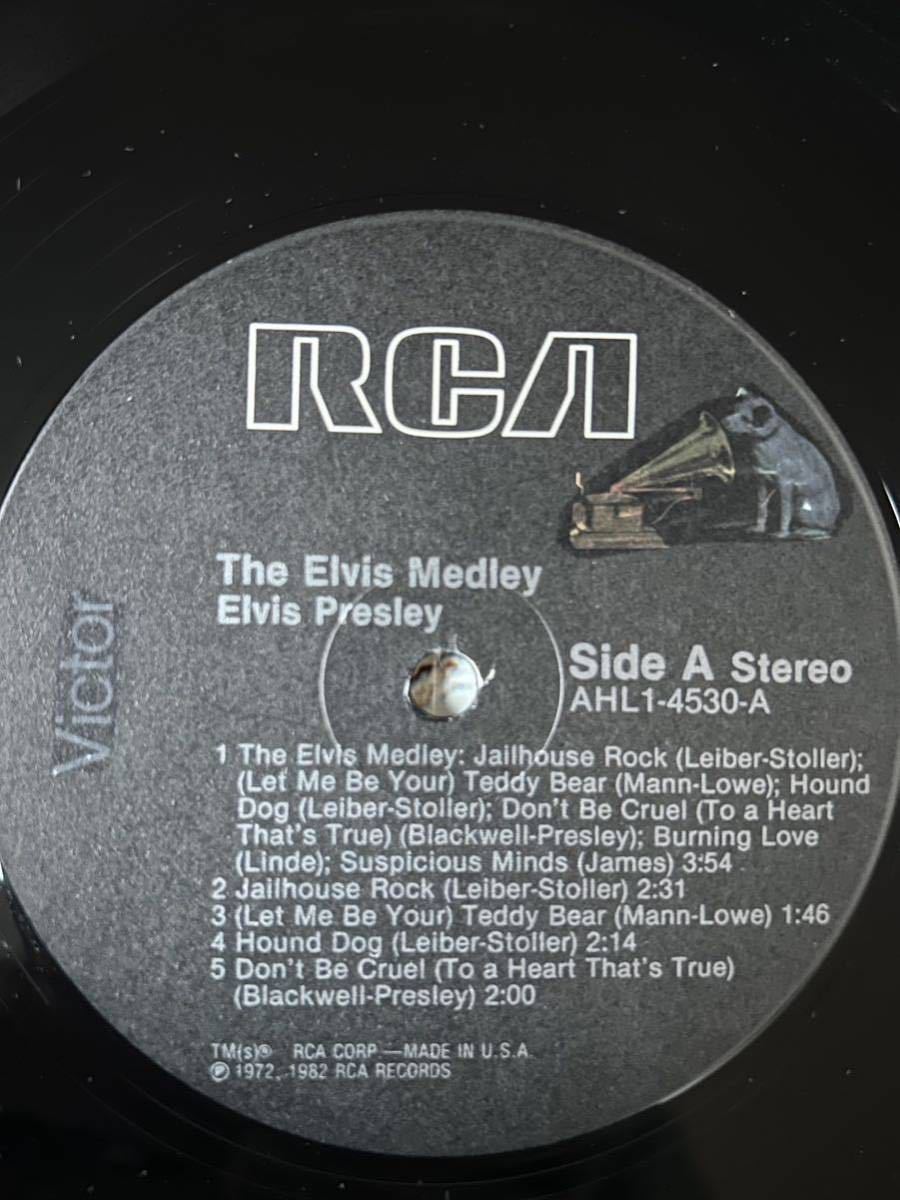 RCA
The Elvis Medley
Elvis Presley
Victor
Side A Stereo
AHL1-4530-A
1 The Elvis Medley: Jailhouse Rock (Leiber-Stoller);
(Let Me Be Your) Teddy Bear (Mann-Lowe); Hound
Dog (Leiber-Stoller); Don't Be Cruel (To a Heart
That's True) (Blackwell-Presley); Burning Love
(Linde); Suspicious Minds (James) 3:54
2 Jailhouse Rock (Leiber-Stoller) 2:31
3 (Let Me Be Your) Teddy Bear (Mann-Lowe) 1:46
4 Hound Dog (Leiber-Stoller) 2:14
5 Don't Be Cruel (To a Heart That's True)
(Blackwell-Presley) 2:00
TM(s)® RCA CORP—MADE IN U.S.A.
℗ 1972, 1982 RCA RECORDS